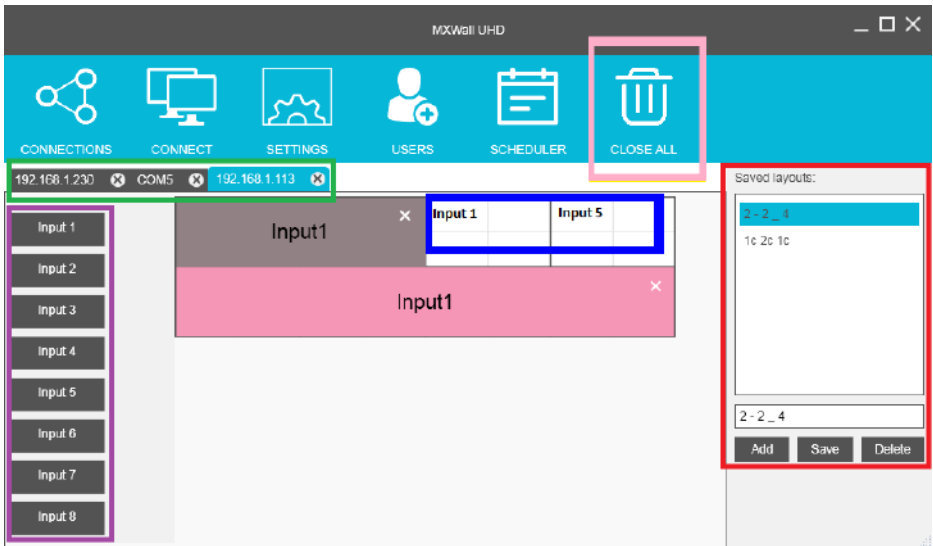 MXWall UHD
CONNECTIONS CONNECT SETTINGS USERS SCHEDULER CLOSE ALL
192.168.1.230 COM5 192.168.1.113
Saved layouts:
Input 1
Input 2
Input 3
Input 4
Input 5
Input 6
Input 7
Input 8
Input1
Input 1 Input 5
Input1
2 - 2 _ 4
1c 2c 1c
2 - 2 _ 4
Add Save Delete